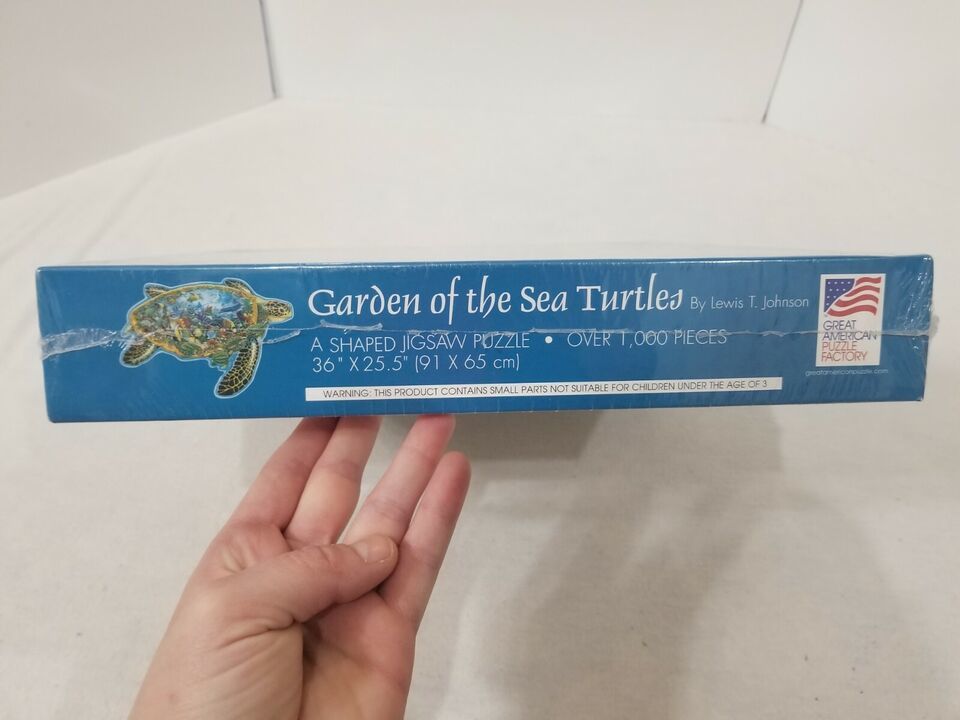 Garden of the Sea Turtles By Lewis T. Johnson
A SHAPED JIGSAW PUZZLE • OVER 1,000 PIECES
36" X 25.5" (91 X 65 cm)
WARNING: THIS PRODUCT CONTAINS SMALL PARTS NOT SUITABLE FOR CHILDREN UNDER THE AGE OF 3
GREAT
AMERICAN
PUZZLE
FACTORY
greatamericanpuzzle.com